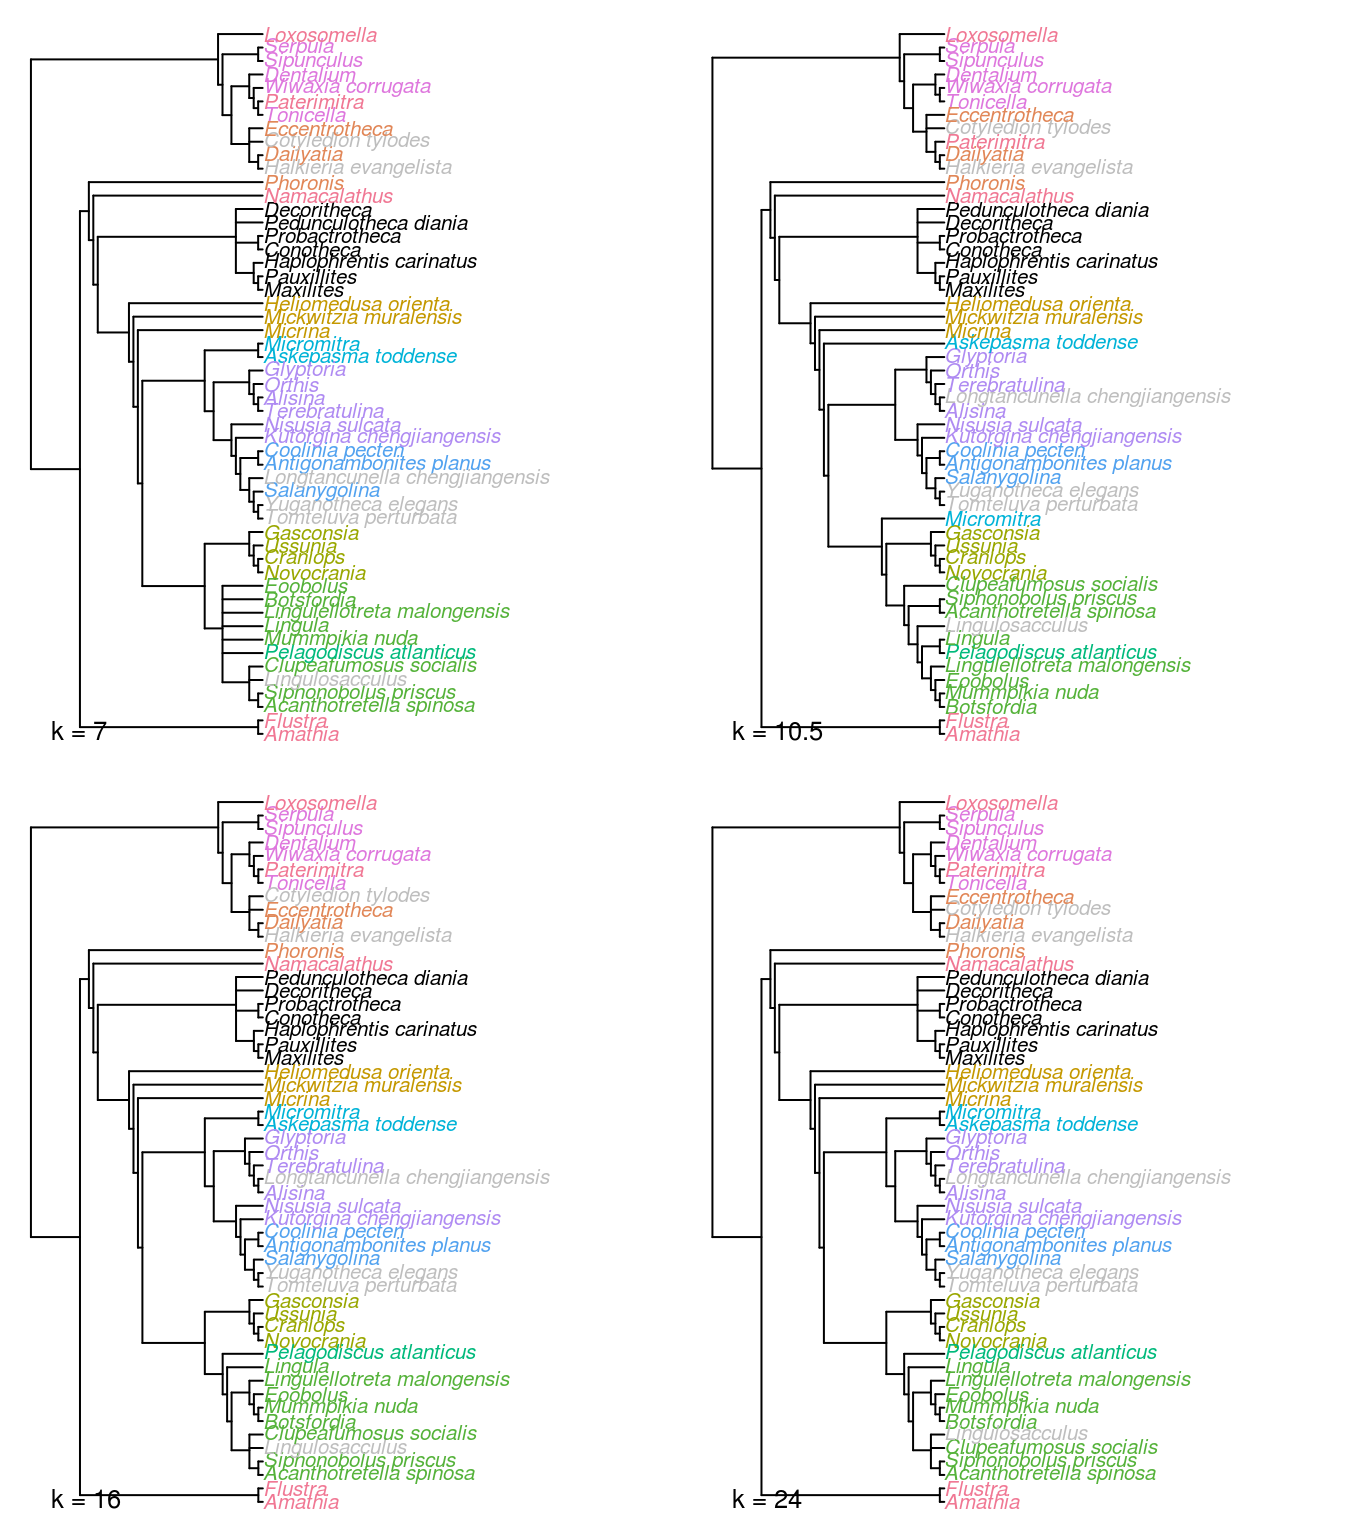 Loxosomella
Serpula
Sipunculus
Dentalium
Wiwaxia corrugata
Paterimitra
Tonicella
Eccentrotheca
Cotyledion tylodes
Dailyatia
Halkieria evangelista
Phoronis
Namacalathus
Decoritheca
Pedunculotheca diania
Probactrotheca
Conotheca
Haplophrentis carinatus
Pauxillites
Maxilites
Heliomedusa orienta
Mickwitzia muralensis
Micrina
Micromitra
Askepasma toddense
Glyptoria
Orthis
Alisina
Terebratulina
Nisusia sulcata
Kutorgina chengjiangensis
Coolinia pecten
Antigonambonites planus
Longtancunella chengjiangensis
Salanygolina
Yuganotheca elegans
Tomteluva perturbata
Gasconsia
Ussunia
Craniops
Novocrania
Eoobolus
Botsfordia
Lingulellotreta malongensis
Lingula
Mummpikia nuda
Pelagodiscus atlanticus
Clupeafumosus socialis
Lingulosacculus
Siphonobolus priscus
Acanthotretella spinosa
Flustra
Amathia
k = 7
Loxosomella
Serpula
Sipunculus
Dentalium
Wiwaxia corrugata
Tonicella
Eccentrotheca
Cotyledion tylodes
Paterimitra
Dailyatia
Halkieria evangelista
Phoronis
Namacalathus
Pedunculotheca diania
Decoritheca
Probactrotheca
Conotheca
Haplophrentis carinatus
Pauxillites
Maxilites
Heliomedusa orienta
Mickwitzia muralensis
Micrina
Askepasma toddense
Glyptoria
Orthis
Terebratulina
Longtancunella chengjiangensis
Alisina
Nisusia sulcata
Kutorgina chengjiangensis
Coolinia pecten
Antigonambonites planus
Salanygolina
Yuganotheca elegans
Tomteluva perturbata
Micromitra
Gasconsia
Ussunia
Craniops
Novocrania
Clupeafumosus socialis
Siphonobolus priscus
Acanthotretella spinosa
Lingulosacculus
Lingula
Pelagodiscus atlanticus
Lingulellotreta malongensis
Eoobolus
Mummpikia nuda
Botsfordia
Flustra
Amathia
k = 10.5
Loxosomella
Serpula
Sipunculus
Dentalium
Wiwaxia corrugata
Paterimitra
Tonicella
Cotyledion tylodes
Eccentrotheca
Dailyatia
Halkieria evangelista
Phoronis
Namacalathus
Pedunculotheca diania
Decoritheca
Probactrotheca
Conotheca
Haplophrentis carinatus
Pauxillites
Maxilites
Heliomedusa orienta
Mickwitzia muralensis
Micrina
Micromitra
Askepasma toddense
Glyptoria
Orthis
Terebratulina
Longtancunella chengjiangensis
Alisina
Nisusia sulcata
Kutorgina chengjiangensis
Coolinia pecten
Antigonambonites planus
Salanygolina
Yuganotheca elegans
Tomteluva perturbata
Gasconsia
Ussunia
Craniops
Novocrania
Pelagodiscus atlanticus
Lingula
Lingulellotreta malongensis
Eoobolus
Mummpikia nuda
Botsfordia
Clupeafumosus socialis
Lingulosacculus
Siphonobolus priscus
Acanthotretella spinosa
Flustra
Amathia
k = 16
Loxosomella
Serpula
Sipunculus
Dentalium
Wiwaxia corrugata
Paterimitra
Tonicella
Eccentrotheca
Cotyledion tylodes
Dailyatia
Halkieria evangelista
Phoronis
Namacalathus
Pedunculotheca diania
Decoritheca
Probactrotheca
Conotheca
Haplophrentis carinatus
Pauxillites
Maxilites
Heliomedusa orienta
Mickwitzia muralensis
Micrina
Micromitra
Askepasma toddense
Glyptoria
Orthis
Terebratulina
Longtancunella chengjiangensis
Alisina
Nisusia sulcata
Kutorgina chengjiangensis
Coolinia pecten
Antigonambonites planus
Salanygolina
Yuganotheca elegans
Tomteluva perturbata
Gasconsia
Ussunia
Craniops
Novocrania
Pelagodiscus atlanticus
Lingula
Lingulellotreta malongensis
Eoobolus
Mummpikia nuda
Botsfordia
Lingulosacculus
Clupeafumosus socialis
Siphonobolus priscus
Acanthotretella spinosa
Flustra
Amathia
k = 24